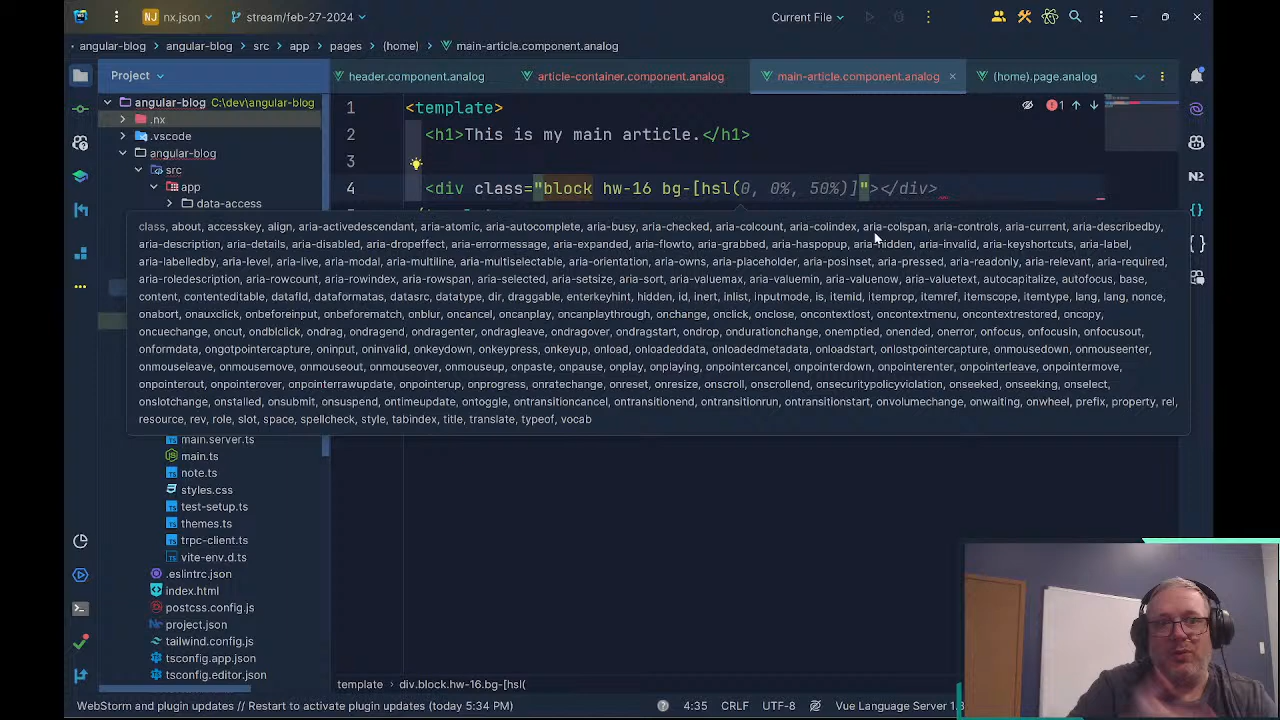 NJ nx.json stream/feb-27-2024 Current File
angular-blog angular-blog src app pages (home) main-article.component.analog
Project header.component.analog article-container.component.analog main-article.component.analog (home).page.analog
angular-blog C:\dev\angular-blog
.nx
.vscode
angular-blog
src
app
data-access
1 <template>
2 <h1>This is my main article.</h1>
3
4 <div class="block hw-16 bg-[hsl(0, 0%, 50%)]"></div>
1
class, about, accesskey, align, aria-activedescendant, aria-atomic, aria-autocomplete, aria-busy, aria-checked, aria-colcount, aria-colindex, aria-colspan, aria-controls, aria-current, aria-describedby,
aria-description, aria-details, aria-disabled, aria-dropeffect, aria-errormessage, aria-expanded, aria-flowto, aria-grabbed, aria-haspopup, aria-hidden, aria-invalid, aria-keyshortcuts, aria-label,
aria-labelledby, aria-level, aria-live, aria-modal, aria-multiline, aria-multiselectable, aria-orientation, aria-owns, aria-placeholder, aria-posinset, aria-pressed, aria-readonly, aria-relevant, aria-required,
aria-roledescription, aria-rowcount, aria-rowindex, aria-rowspan, aria-selected, aria-setsize, aria-sort, aria-valuemax, aria-valuemin, aria-valuenow, aria-valuetext, autocapitalize, autofocus, base,
content, contenteditable, datafld, dataformatas, datasrc, datatype, dir, draggable, enterkeyhint, hidden, id, inert, inlist, inputmode, is, itemid, itemprop, itemref, itemscope, itemtype, lang, lang, nonce,
onabort, onauxclick, onbeforeinput, onbeforematch, onblur, oncancel, oncanplay, oncanplaythrough, onchange, onclick, onclose, oncontextlost, oncontextmenu, oncontextrestored, oncopy,
oncuechange, oncut, ondblclick, ondrag, ondragend, ondragenter, ondragleave, ondragover, ondragstart, ondrop, ondurationchange, onemptied, onended, onerror, onfocus, onfocusin, onfocusout,
onformdata, ongotpointercapture, oninput, oninvalid, onkeydown, onkeypress, onkeyup, onload, onloadeddata, onloadedmetadata, onloadstart, onlostpointercapture, onmousedown, onmouseenter,
onmouseleave, onmousemove, onmouseout, onmouseover, onmouseup, onpaste, onpause, onplay, onplaying, onpointercancel, onpointerdown, onpointerenter, onpointerleave, onpointermove,
onpointerout, onpointerover, onpointerrawupdate, onpointerup, onprogress, onratechange, onreset, onresize, onscroll, onscrollend, onsecuritypolicyviolation, onseeked, onseeking, onselect,
onslotchange, onstalled, onsubmit, onsuspend, ontimeupdate, ontoggle, ontransitioncancel, ontransitionend, ontransitionrun, ontransitionstart, onvolumechange, onwaiting, onwheel, prefix, property, rel,
resource, rev, role, slot, space, spellcheck, style, tabindex, title, translate, typeof, vocab
main.server.ts
main.ts
note.ts
styles.css
test-setup.ts
themes.ts
trpc-client.ts
vite-env.d.ts
.eslintrc.json
index.html
postcss.config.js
project.json
tailwind.config.js
tsconfig.app.json
tsconfig.editor.json
template div.block.hw-16.bg-[hsl(
WebStorm and plugin updates // Restart to activate plugin updates (today 5:34 PM) 4:35 CRLF UTF-8 Vue Language Server 1.8